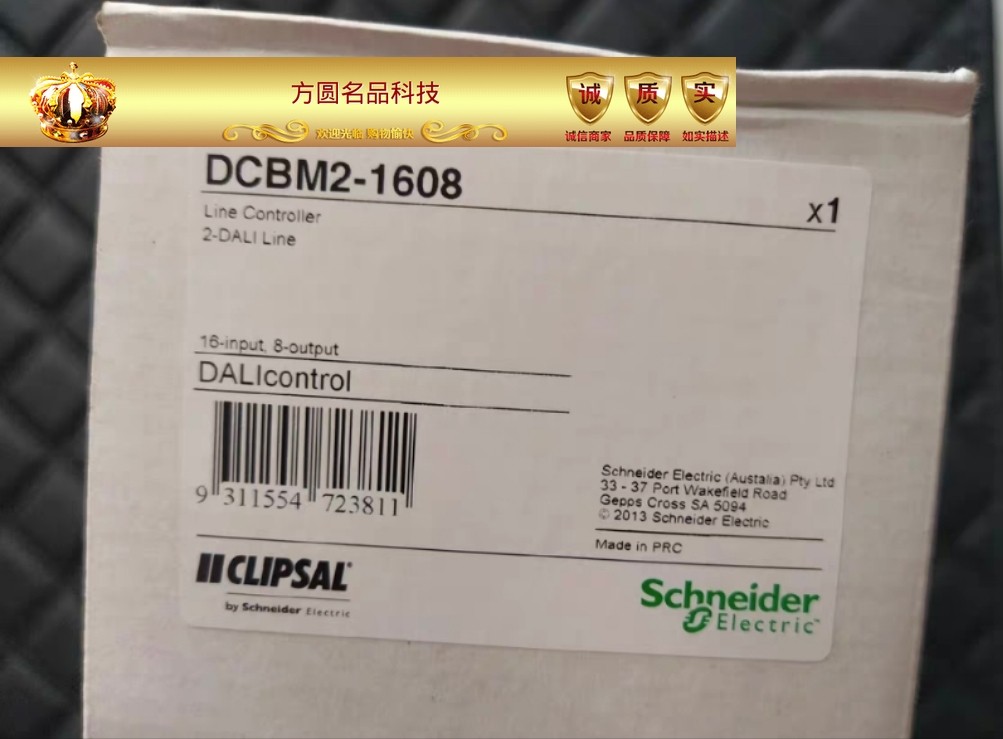 方圆名品科技
欢迎光临 购物愉快
诚 质 实
诚信商家 品质保障 如实描述
DCBM2-1608
x1
Line Controller
2-DALI Line
16-input, 8-output
DALIcontrol
9 311554 723811
Schneider Electric (Austalia) Pty Ltd
33 - 37 Port Wakefield Road
Gepps Cross SA 5094
© 2013 Schneider Electric
Made in PRC
CLIPSAL®
by Schneider Electric
Schneider
Electric™